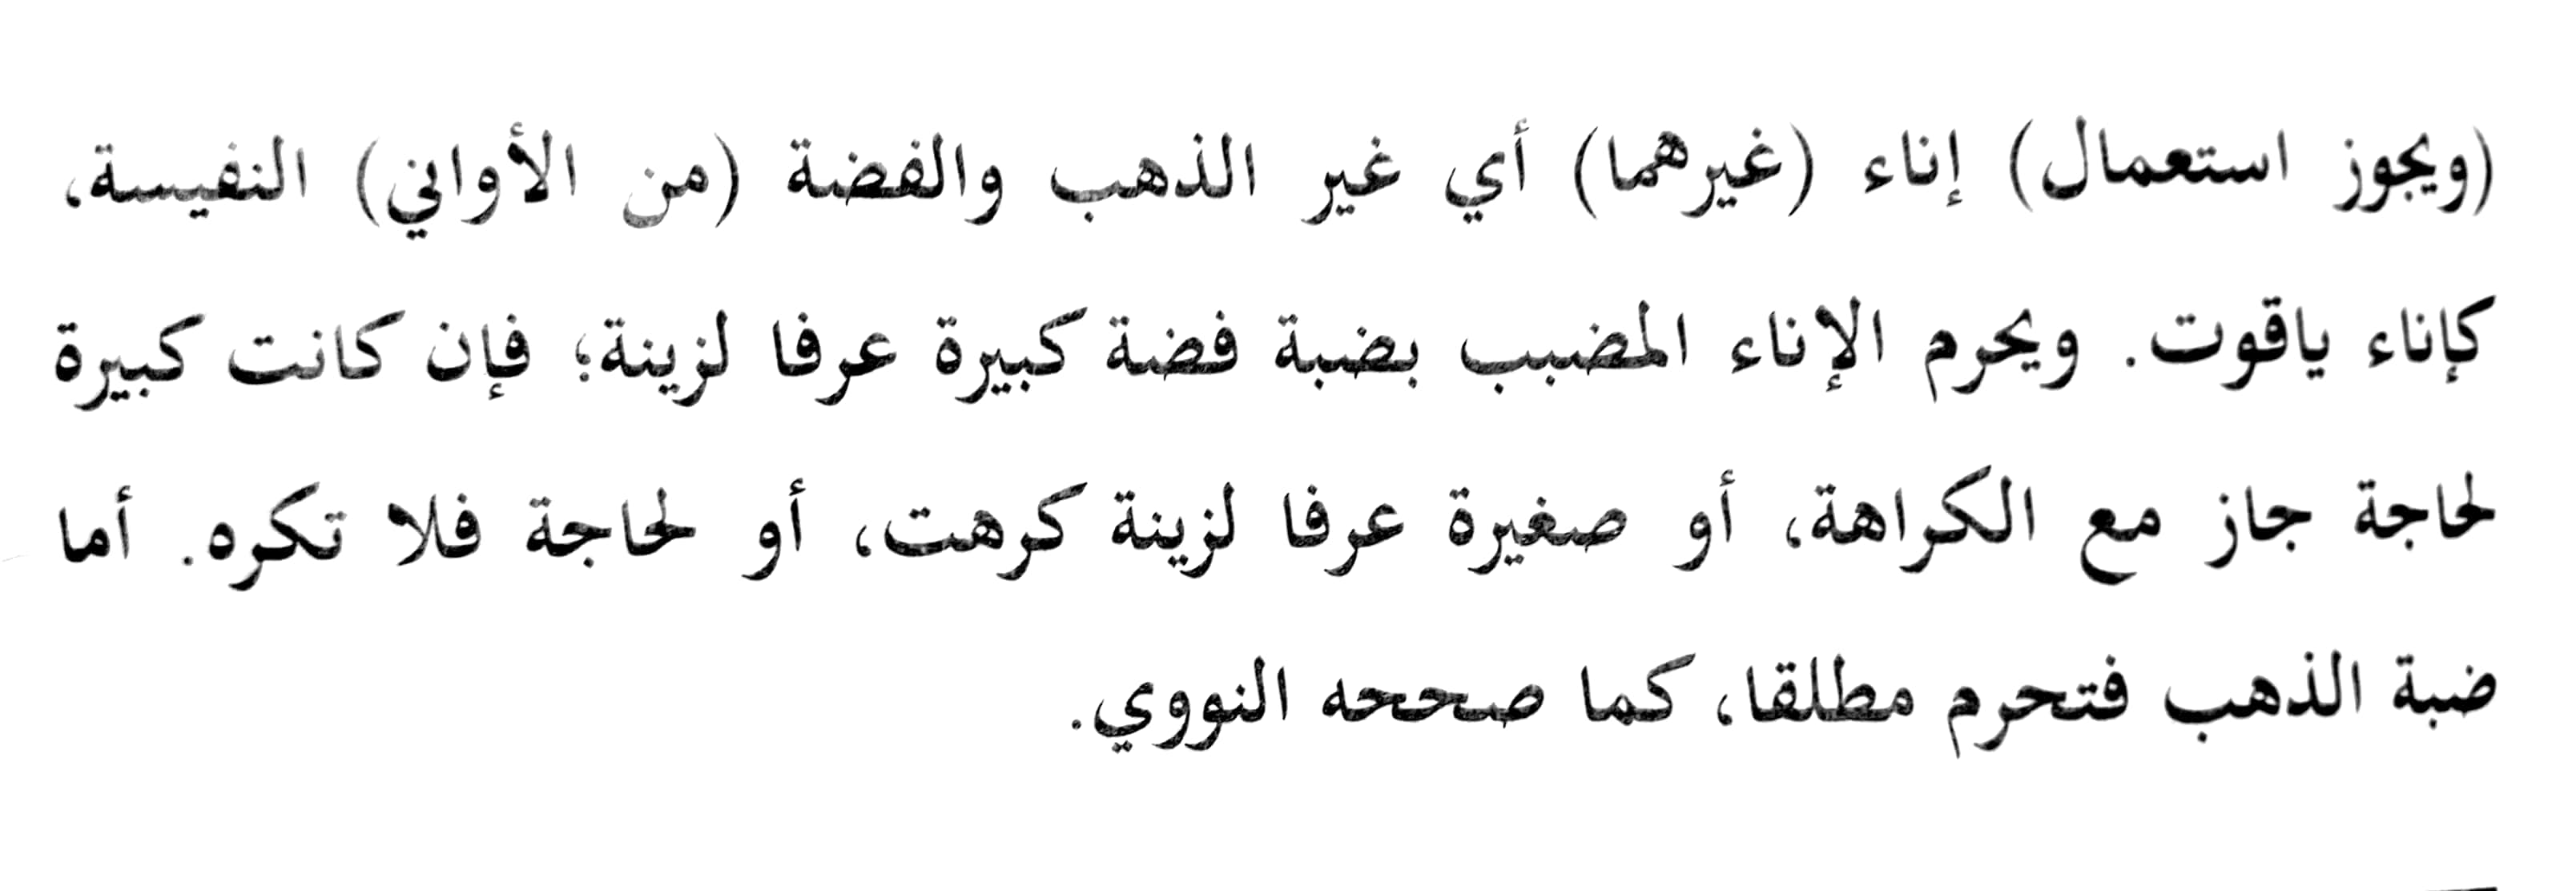 (ويجوز استعمال) إناء (غيرهما) أي غير الذهب والفضة (من الأواني) النفيسة،
كإناء ياقوت. ويحرم الإناء المضبب بضبة فضة كبيرة عرفا لزينة؛ فإن كانت كبيرة
لحاجة جاز مع الكراهة، أو صغيرة عرفا لزينة كرهت، أو لحاجة فلا تكره. أما
ضبة الذهب فتحرم مطلقا، كما صححه النووي.